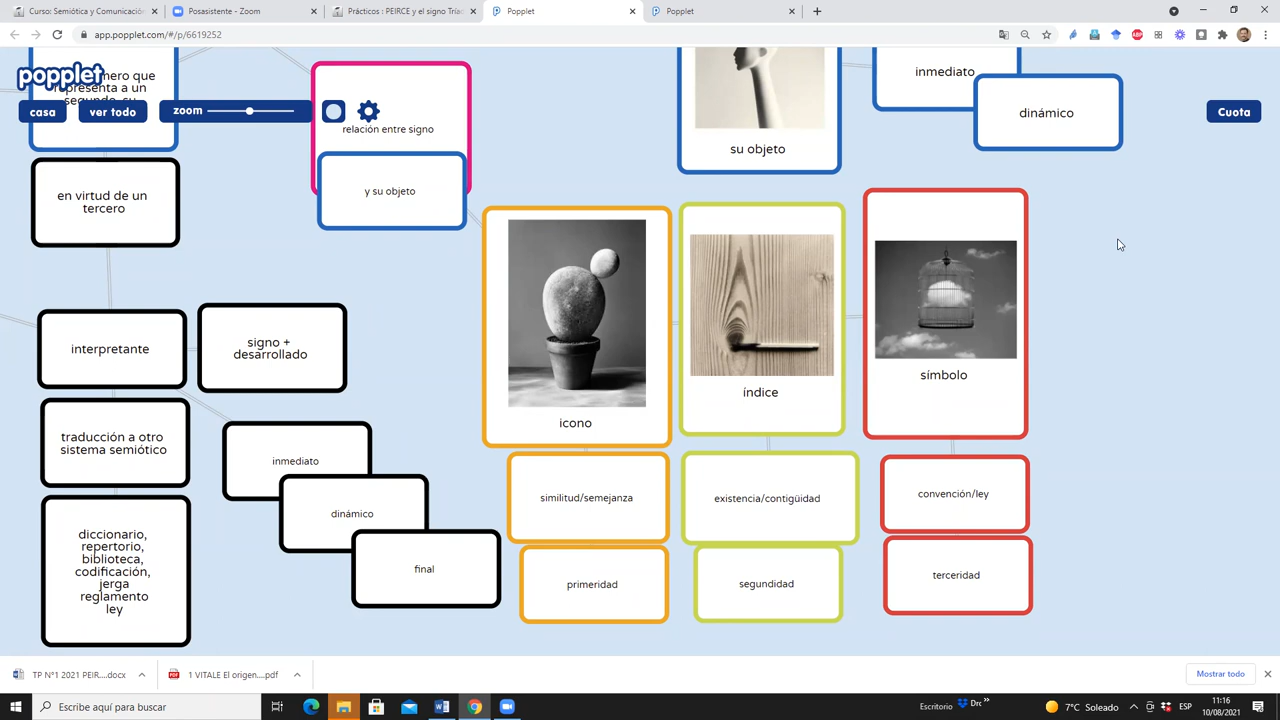 Curso: Semiótica y Comunicación
Posasistente - Zoom
Prácticos : PEIRCE y el signo Tría
Popplet
Popplet
app.popplet.com/#/p/6619252
popplet
casa
ver todo
zoom
Cuota
en virtud de un
tercero
relación entre signo
y su objeto
su objeto
inmediato
dinámico
interpretante
signo +
desarrollado
traducción a otro
sistema semiótico
diccionario,
repertorio,
biblioteca,
codificación,
jerga
reglamento
ley
inmediato
dinámico
final
icono
similitud/semejanza
primeridad
índice
existencia/contigüidad
segundidad
símbolo
convención/ley
terceridad
TP N°1 2021 PEIR....docx
1 VITALE El origen....pdf
Mostrar todo
Escribe aquí para buscar
Escritorio
7°C Soleado
ESP
11:16
10/08/2021